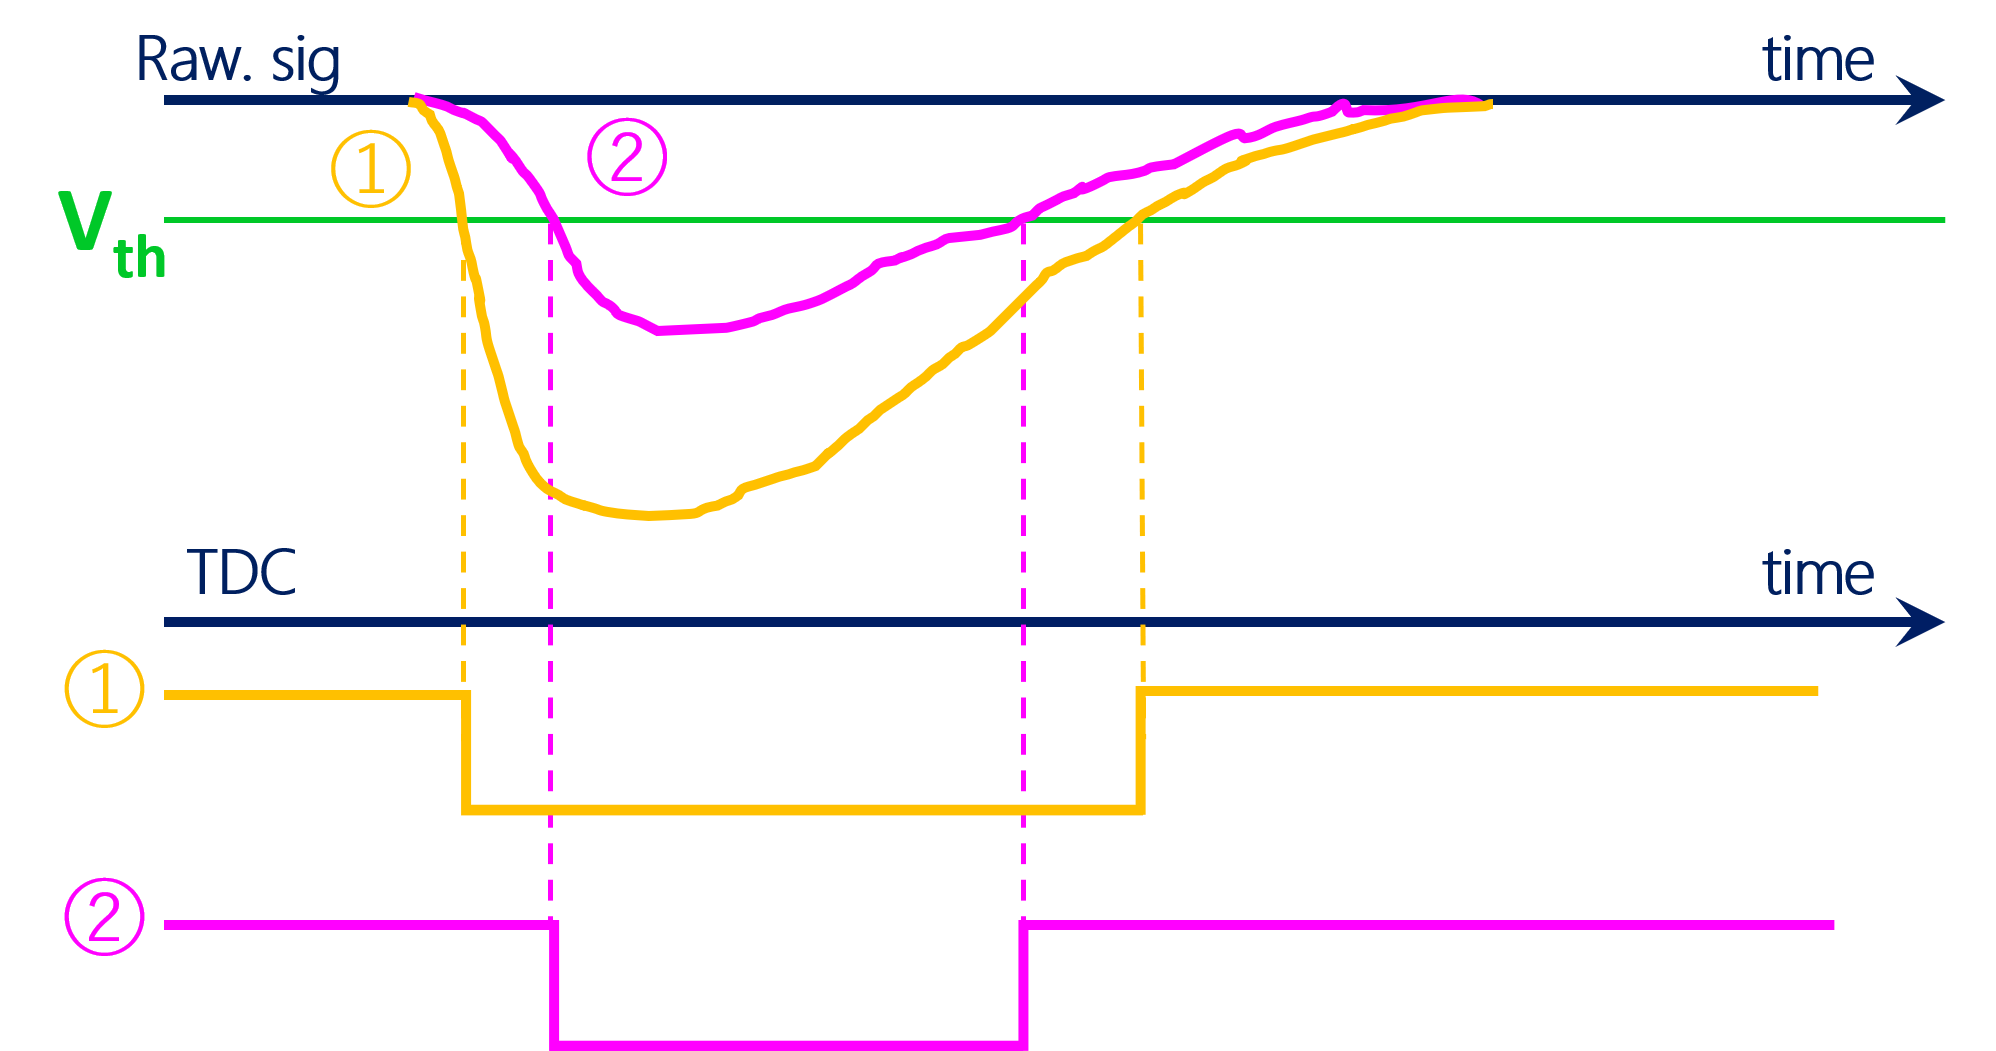 Raw. sig
time
①
②
Vth
TDC
time
①
②